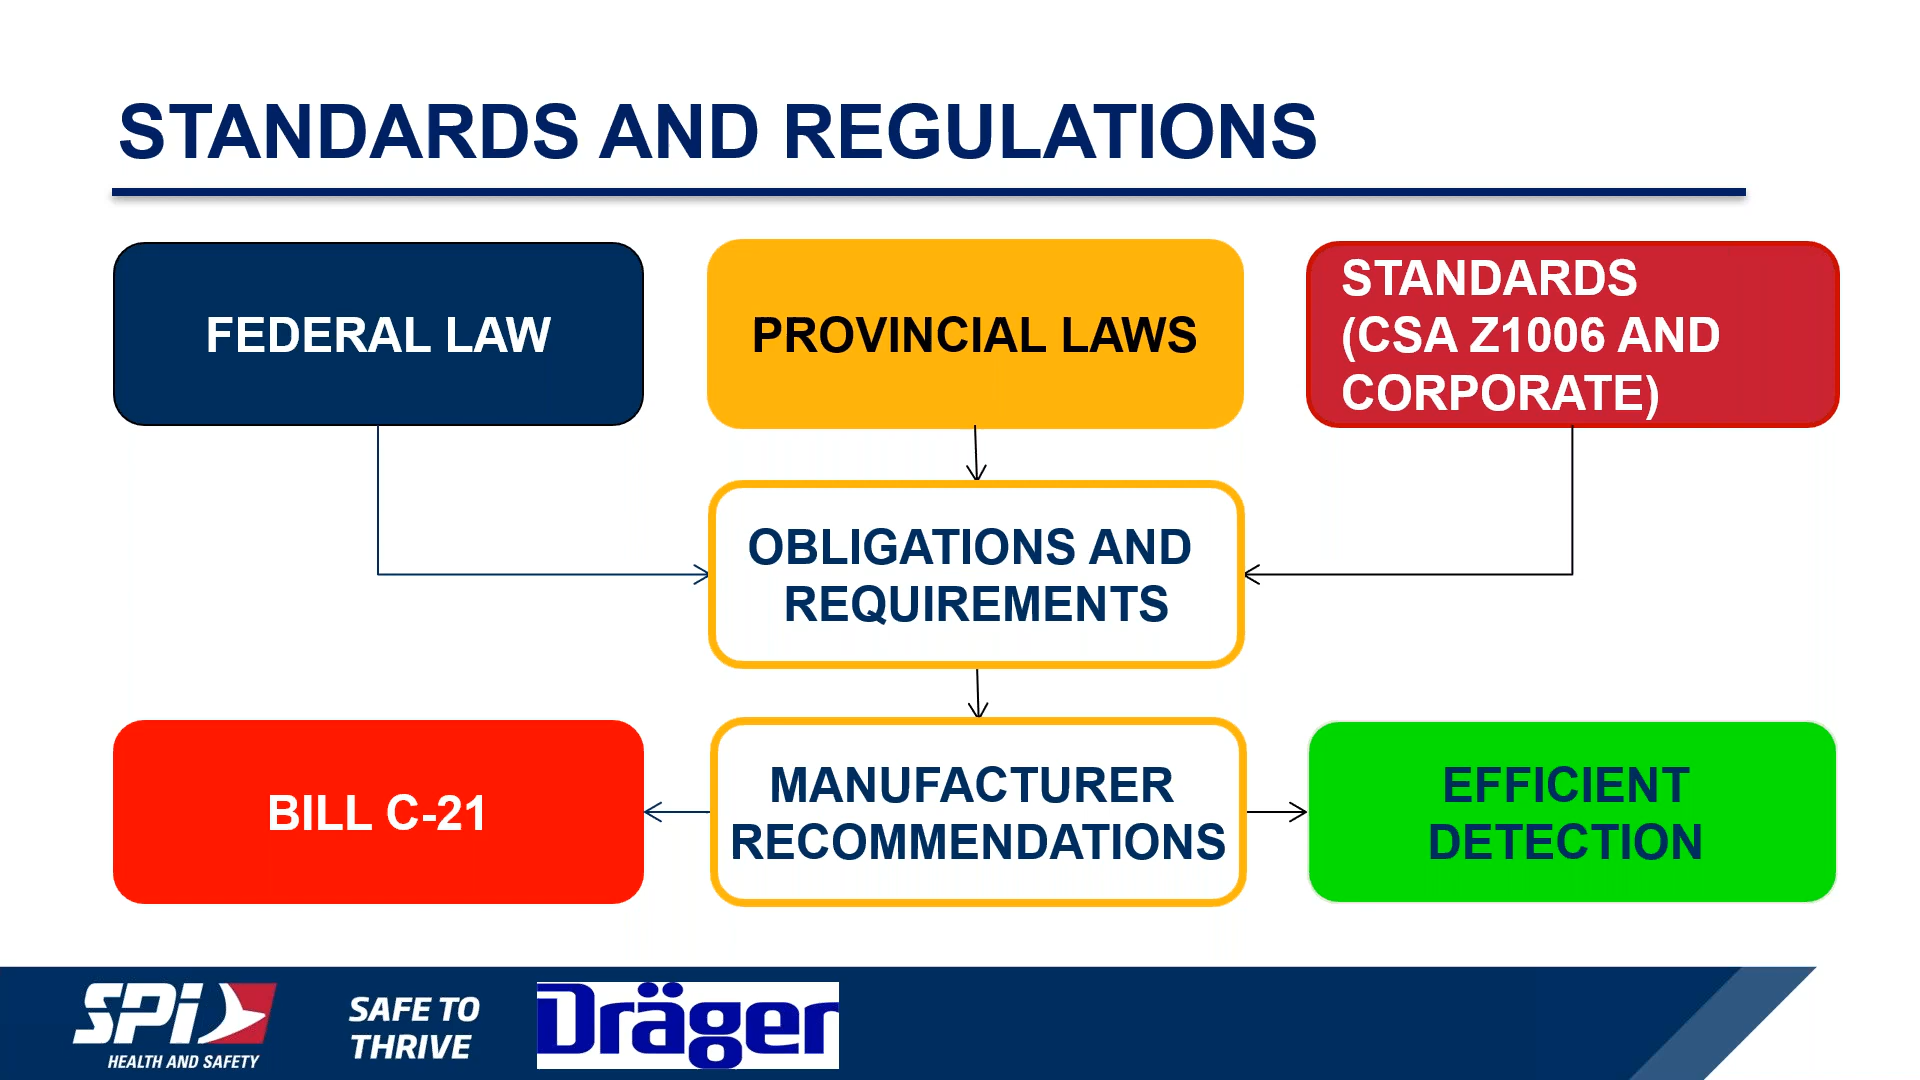 STANDARDS AND REGULATIONS
FEDERAL LAW
PROVINCIAL LAWS
STANDARDS
(CSA Z1006 AND
CORPORATE)
OBLIGATIONS AND
REQUIREMENTS
BILL C-21
MANUFACTURER
RECOMMENDATIONS
EFFICIENT
DETECTION
SPi
HEALTH AND SAFETY
SAFE TO
THRIVE
Dräger